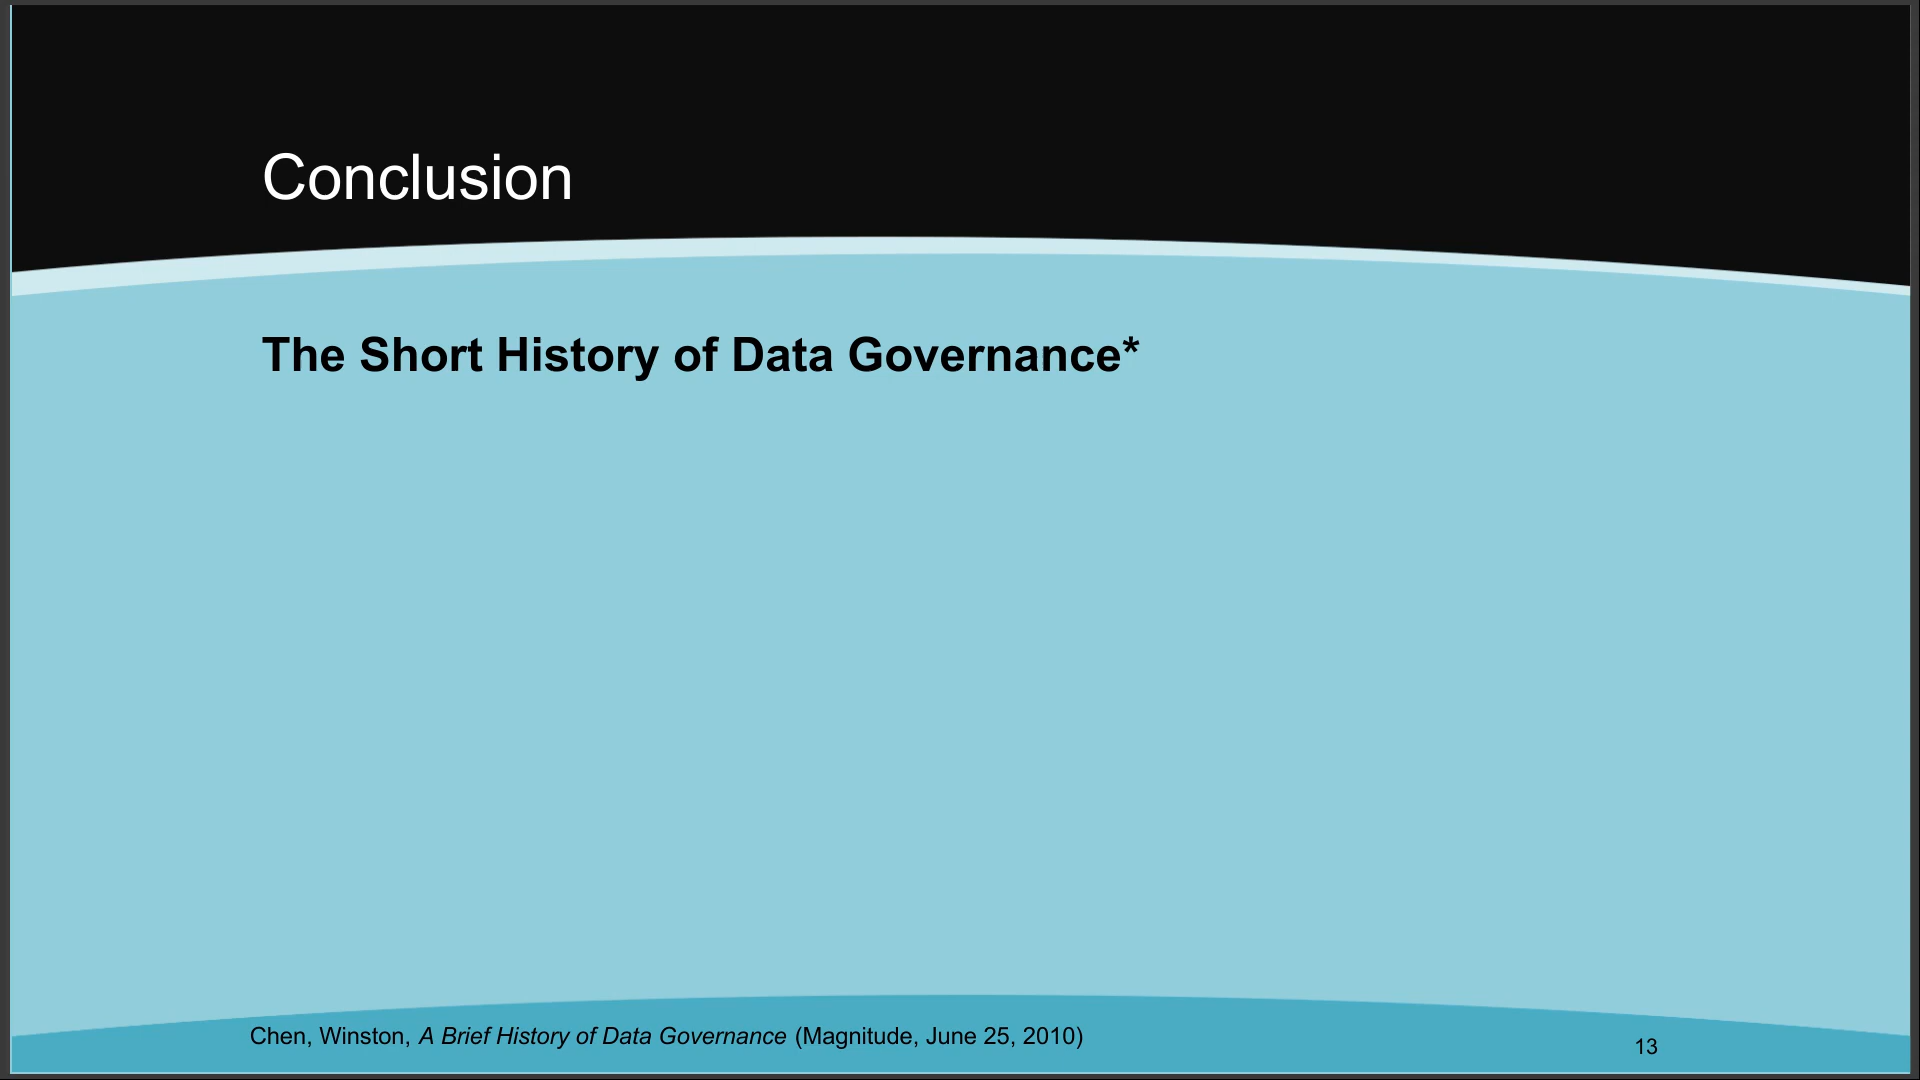 Conclusion
The Short History of Data Governance*
Chen, Winston, A Brief History of Data Governance (Magnitude, June 25, 2010)
13